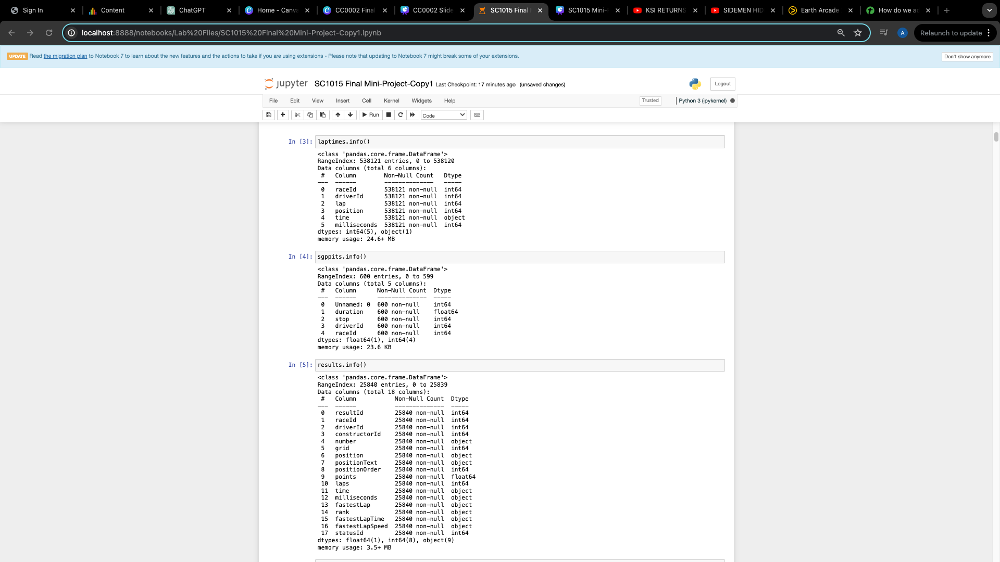 Sign In
Content
ChatGPT
Home - Canva
CC0002 Final
CC0002 Slide
SC1015 Final
SC1015 Mini-
KSI RETURNS
SIDEMEN HID
Earth Arcade
How do we ac
localhost:8888/notebooks/Lab%20Files/SC1015%20Final%20Mini-Project-Copy1.ipynb
A
Relaunch to update
UPDATE Read the migration plan to Notebook 7 to learn about the new features and the actions to take if you are using extensions - Please note that updating to Notebook 7 might break some of your extensions.
Don't show anymore
jupyter SC1015 Final Mini-Project-Copy1 Last Checkpoint: 17 minutes ago (unsaved changes)
Logout
File Edit View Insert Cell Kernel Widgets Help
Trusted
Python 3 (ipykernel)
Run
Code
In [3]: laptimes.info()
<class 'pandas.core.frame.DataFrame'>
RangeIndex: 538121 entries, 0 to 538120
Data columns (total 6 columns):
# Column Non-Null Count Dtype
--- ------ -------------- -----
0 raceId 538121 non-null int64
1 driverId 538121 non-null int64
2 lap 538121 non-null int64
3 position 538121 non-null int64
4 time 538121 non-null object
5 milliseconds 538121 non-null int64
dtypes: int64(5), object(1)
memory usage: 24.6+ MB
In [4]: sgppits.info()
<class 'pandas.core.frame.DataFrame'>
RangeIndex: 600 entries, 0 to 599
Data columns (total 5 columns):
# Column Non-Null Count Dtype
--- ------ -------------- -----
0 Unnamed: 0 600 non-null int64
1 duration 600 non-null float64
2 stop 600 non-null int64
3 driverId 600 non-null int64
4 raceId 600 non-null int64
dtypes: float64(1), int64(4)
memory usage: 23.6 KB
In [5]: results.info()
<class 'pandas.core.frame.DataFrame'>
RangeIndex: 25840 entries, 0 to 25839
Data columns (total 18 columns):
# Column Non-Null Count Dtype
--- ------ -------------- -----
0 resultId 25840 non-null int64
1 raceId 25840 non-null int64
2 driverId 25840 non-null int64
3 constructorId 25840 non-null int64
4 number 25840 non-null object
5 grid 25840 non-null int64
6 position 25840 non-null object
7 positionText 25840 non-null object
8 positionOrder 25840 non-null int64
9 points 25840 non-null float64
10 laps 25840 non-null int64
11 time 25840 non-null object
12 milliseconds 25840 non-null object
13 fastestLap 25840 non-null object
14 rank 25840 non-null object
15 fastestLapTime 25840 non-null object
16 fastestLapSpeed 25840 non-null object
17 statusId 25840 non-null int64
dtypes: float64(1), int64(8), object(9)
memory usage: 3.5+ MB